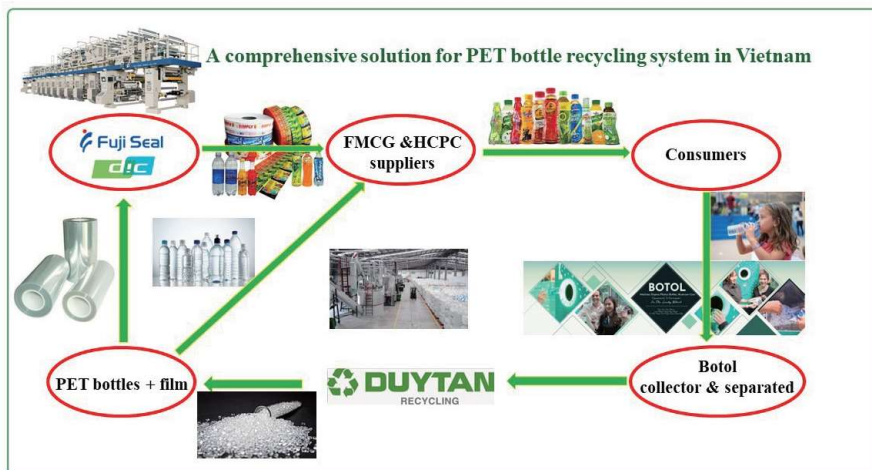 A comprehensive solution for PET bottle recycling system in Vietnam
Fuji Seal
dic
FMCG &HCPC
suppliers
Consumers
BOTOL
PET bottles + film
DUYTAN
RECYCLING
Botol
collector & separated